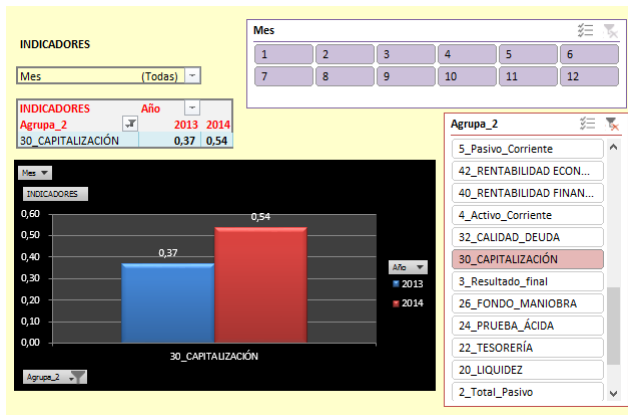 INDICADORES
Mes (Todas)
INDICADORES Año
Agrupa_2 2013 2014
30_CAPITALIZACIÓN 0,37 0,54
Mes
1 2 3 4 5 6
7 8 9 10 11 12
Mes
INDICADORES
0,60
0,50
0,40
0,30
0,20
0,10
0,00
0,37
0,54
30_CAPITALIZACIÓN
Año
2013
2014
Agrupa_2
Agrupa_2
5_Pasivo_Corriente
42_RENTABILIDAD ECON...
40_RENTABILIDAD FINAN...
4_Activo_Corriente
32_CALIDAD_DEUDA
30_CAPITALIZACIÓN
3_Resultado_final
26_FONDO_MANIOBRA
24_PRUEBA_ÁCIDA
22_TESORERÍA
20_LIQUIDEZ
2_Total_Pasivo